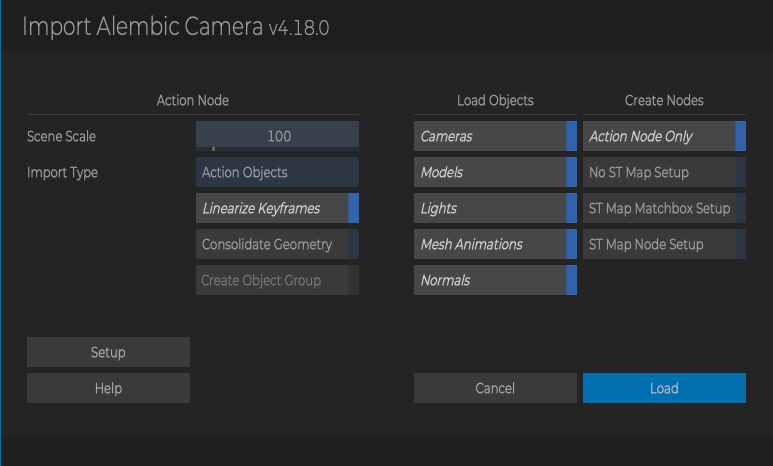 Import Alembic Camera v4.18.0
Action Node
Load Objects
Create Nodes
Scene Scale
100
Cameras
Action Node Only
Import Type
Action Objects
Models
No ST Map Setup
Linearize Keyframes
Lights
ST Map Matchbox Setup
Consolidate Geometry
Mesh Animations
ST Map Node Setup
Create Object Group
Normals
Setup
Help
Cancel
Load